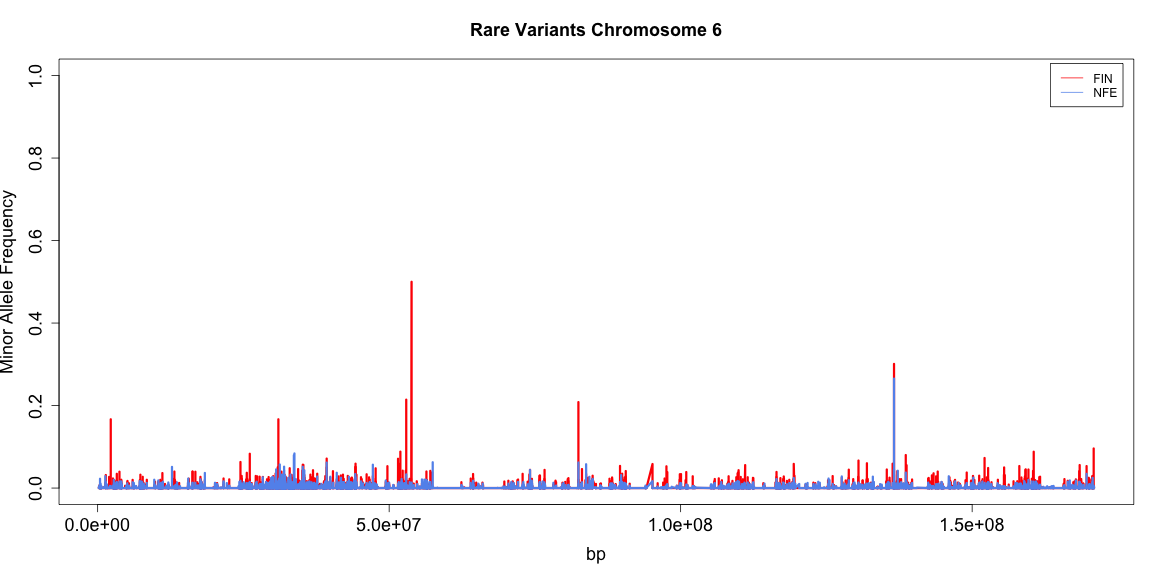 Rare Variants Chromosome 6
FIN
NFE
Minor Allele Frequency
1.0
0.8
0.6
0.4
0.2
0.0
0.0e+00 5.0e+07 1.0e+08 1.5e+08
bp